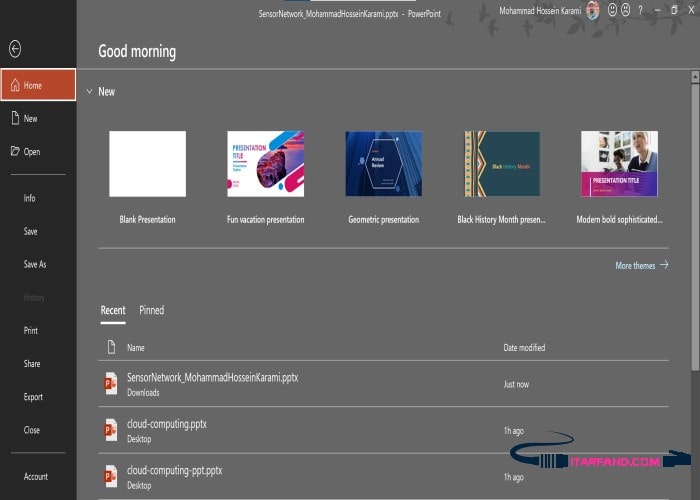 SensorNetwork_MohammadHosseinKarami.pptx - PowerPoint
Mohammad Hossein Karami
?
Good morning
Home
New
Open
Info
Save
Save As
History
Print
Share
Export
Close
Account
New
PRESENTATION
TITLE
Annual
Review
Black History Month
PRESENTATION TITLE
Blank Presentation
Fun vacation presentation
Geometric presentation
Black History Month presen...
Modern bold sophisticated...
More themes
Recent
Pinned
Name
Date modified
SensorNetwork_MohammadHosseinKarami.pptx
Downloads
Just now
cloud-computing.pptx
Desktop
1h ago
cloud-computing-ppt.pptx
Desktop
1h ago
ITARFAND.COM